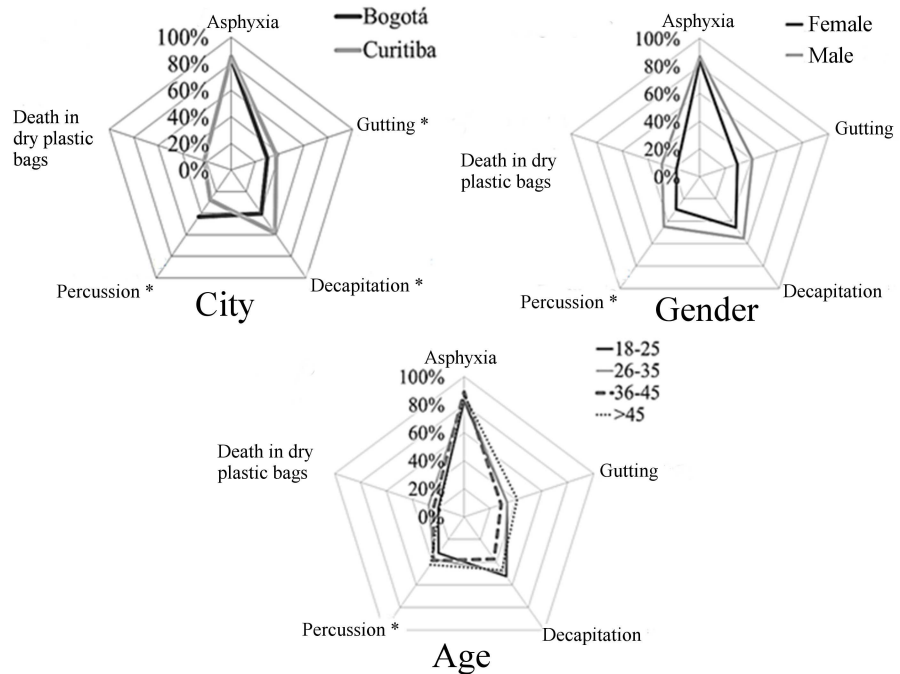 Asphyxia
Bogotá
Curitiba
100%
80%
60%
40%
20%
0%
Death in
dry plastic
bags
Gutting *
Percussion *
Decapitation *
City
Asphyxia
Female
Male
100%
80%
60%
40%
20%
0%
Death in dry
plastic bags
Gutting
Percussion *
Decapitation
Gender
Asphyxia
18-25
26-35
36-45
>45
100%
80%
60%
40%
20%
0%
Death in dry
plastic bags
Gutting
Percussion *
Decapitation
Age